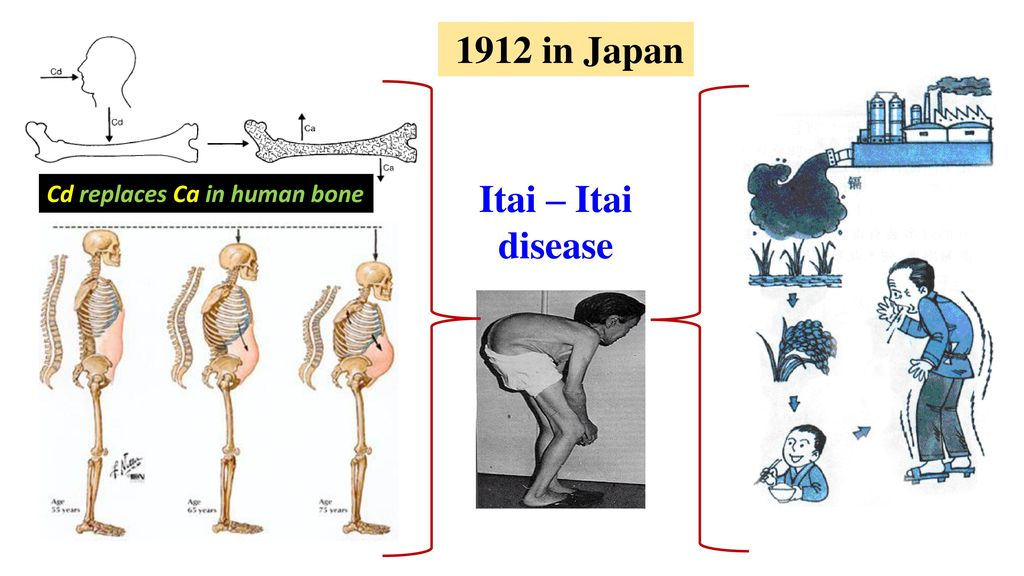 1912 in Japan
Cd
Cd
Ca
Ca
Cd replaces Ca in human bone
Itai – Itai
disease
镉
Age
55 years
Age
65 years
Age
75 years